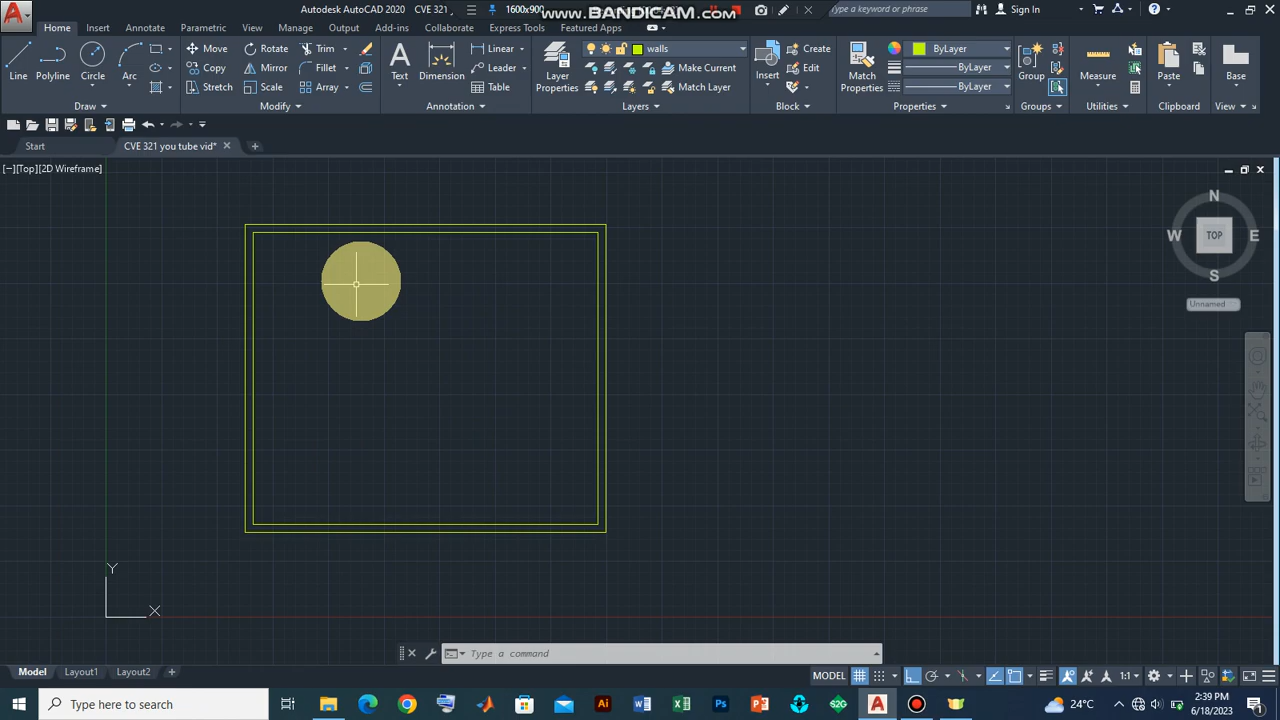 Autodesk AutoCAD 2020 CVE 321
1600x900
www.BANDICAM.com
Type a keyword or phrase
Sign In
Home Insert Annotate Parametric View Manage Output Add-ins Collaborate Express Tools Featured Apps
Line Polyline Circle Arc
Move Rotate Trim
Copy Mirror Fillet
Stretch Scale Array
Text Dimension
Linear
Leader
Table
Layer Properties
walls
Make Current
Match Layer
Insert
Create
Edit
Match Properties
ByLayer
ByLayer
ByLayer
Group
Measure
Paste
Base
Draw Modify Annotation Layers Block Properties Groups Utilities Clipboard View
Start CVE 321 you tube vid*
[−][Top][2D Wireframe]
N
W TOP E
S
Unnamed
Y
X
Type a command
Model Layout1 Layout2
MODEL 1:1
Type here to search
24°C
2:39 PM
6/18/2023